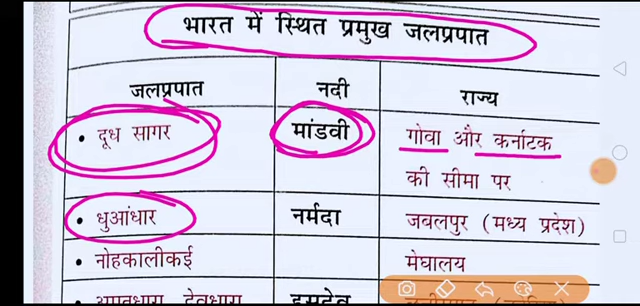 भारत में स्थित प्रमुख जलप्रपात
जलप्रपात नदी राज्य
• दूध सागर मांडवी गोवा और कर्नाटक
की सीमा पर
• धुआंधार नर्मदा जबलपुर (मध्य प्रदेश)
• नोहकालीकई मेघालय